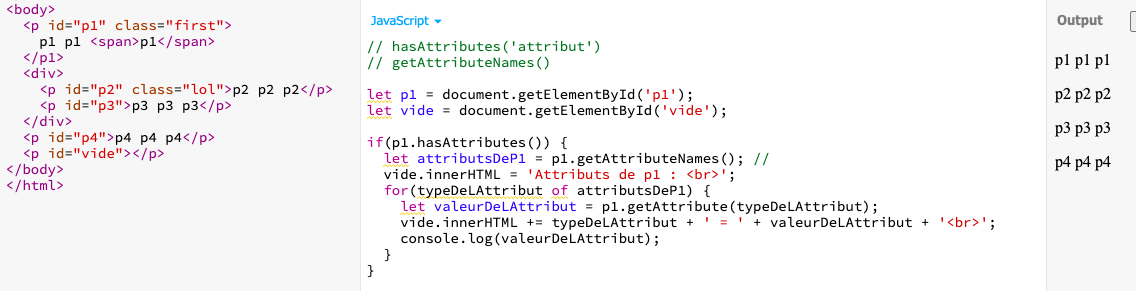 <body>
<p id="p1" class="first">
p1 p1 <span>p1</span>
</p1>
<div>
<p id="p2" class="lol">p2 p2 p2</p>
<p id="p3">p3 p3 p3</p>
</div>
<p id="p4">p4 p4 p4</p>
<p id="vide"></p>
</body>
</html>
JavaScript
// hasAttributes('attribut')
// getAttributeNames()
let p1 = document.getElementById('p1');
let vide = document.getElementById('vide');
if(p1.hasAttributes()) {
let attributsDeP1 = p1.getAttributeNames(); //
vide.innerHTML = 'Attributs de p1 : <br>';
for(typeDeLAttribut of attributsDeP1) {
let valeurDeLAttribut = p1.getAttribute(typeDeLAttribut);
vide.innerHTML += typeDeLAttribut + ' = ' + valeurDeLAttribut + '<br>';
console.log(valeurDeLAttribut);
}
}
Output
p1 p1 p1
p2 p2 p2
p3 p3 p3
p4 p4 p4